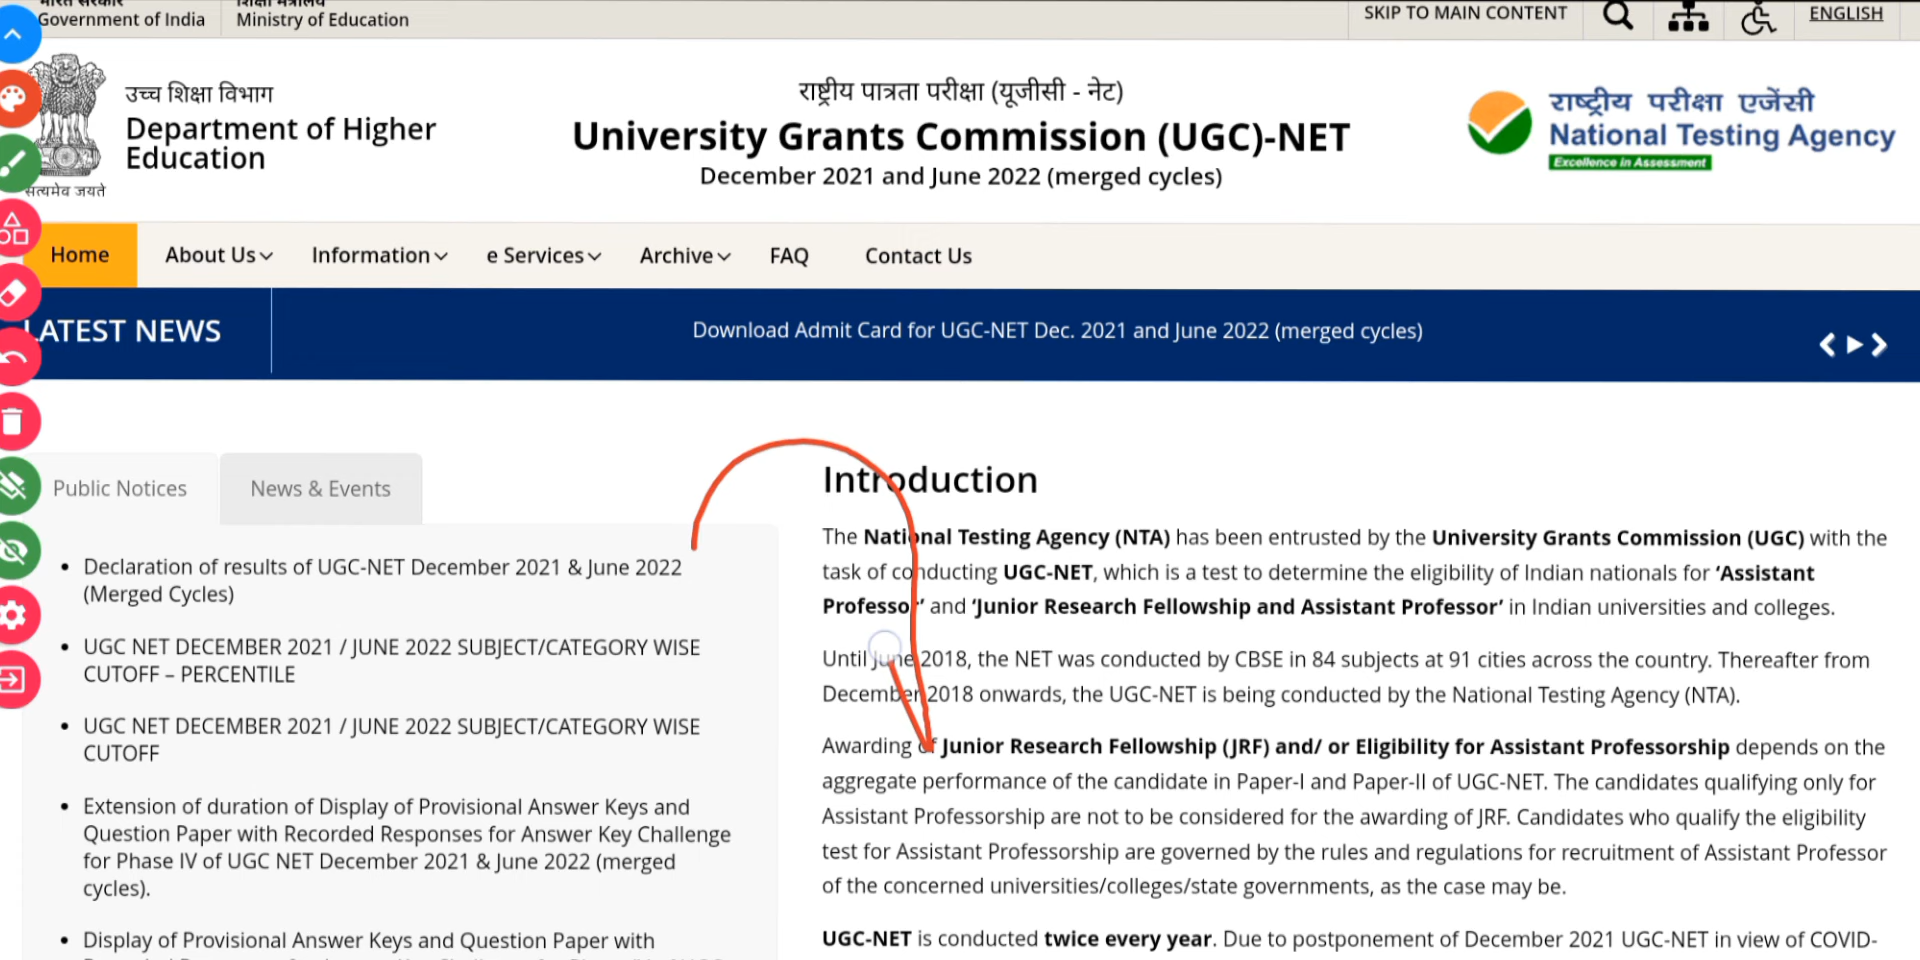 भारत सरकार
Government of India
शिक्षा मंत्रालय
Ministry of Education
SKIP TO MAIN CONTENT
ENGLISH
उच्च शिक्षा विभाग
Department of Higher
Education
सत्यमेव जयते
राष्ट्रीय पात्रता परीक्षा (यूजीसी - नेट)
University Grants Commission (UGC)-NET
December 2021 and June 2022 (merged cycles)
राष्ट्रीय परीक्षा एजेंसी
National Testing Agency
Excellence in Assessment
Home
About Us
Information
e Services
Archive
FAQ
Contact Us
LATEST NEWS
Download Admit Card for UGC-NET Dec. 2021 and June 2022 (merged cycles)
Public Notices
News & Events
• Declaration of results of UGC-NET December 2021 & June 2022
(Merged Cycles)
• UGC NET DECEMBER 2021 / JUNE 2022 SUBJECT/CATEGORY WISE
CUTOFF – PERCENTILE
• UGC NET DECEMBER 2021 / JUNE 2022 SUBJECT/CATEGORY WISE
CUTOFF
• Extension of duration of Display of Provisional Answer Keys and
Question Paper with Recorded Responses for Answer Key Challenge
for Phase IV of UGC NET December 2021 & June 2022 (merged
cycles).
• Display of Provisional Answer Keys and Question Paper with
Introduction
The National Testing Agency (NTA) has been entrusted by the University Grants Commission (UGC) with the
task of conducting UGC-NET, which is a test to determine the eligibility of Indian nationals for ‘Assistant
Professor’ and ‘Junior Research Fellowship and Assistant Professor’ in Indian universities and colleges.
Until June 2018, the NET was conducted by CBSE in 84 subjects at 91 cities across the country. Thereafter from
December 2018 onwards, the UGC-NET is being conducted by the National Testing Agency (NTA).
Awarding of Junior Research Fellowship (JRF) and/ or Eligibility for Assistant Professorship depends on the
aggregate performance of the candidate in Paper-I and Paper-II of UGC-NET. The candidates qualifying only for
Assistant Professorship are not to be considered for the awarding of JRF. Candidates who qualify the eligibility
test for Assistant Professorship are governed by the rules and regulations for recruitment of Assistant Professor
of the concerned universities/colleges/state governments, as the case may be.
UGC-NET is conducted twice every year. Due to postponement of December 2021 UGC-NET in view of COVID-